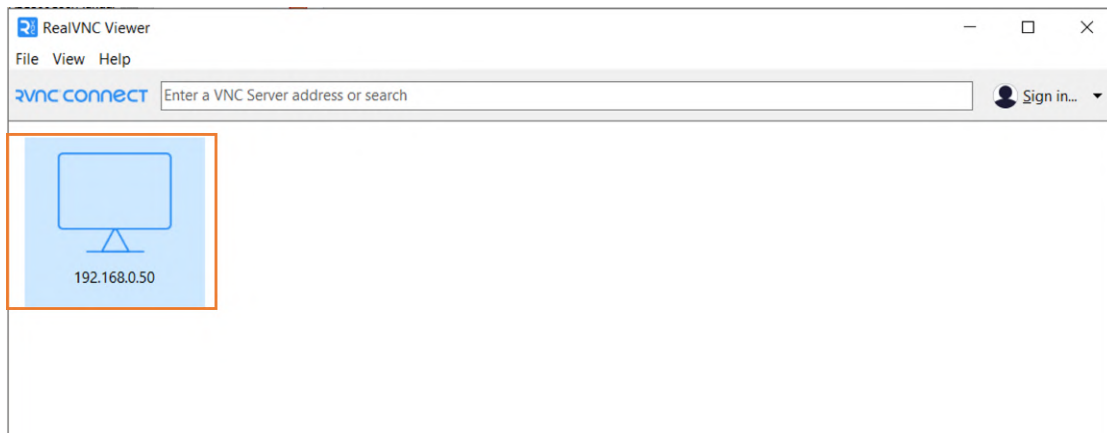 RealVNC Viewer
File View Help
RVNC CONNECT Enter a VNC Server address or search Sign in...
192.168.0.50